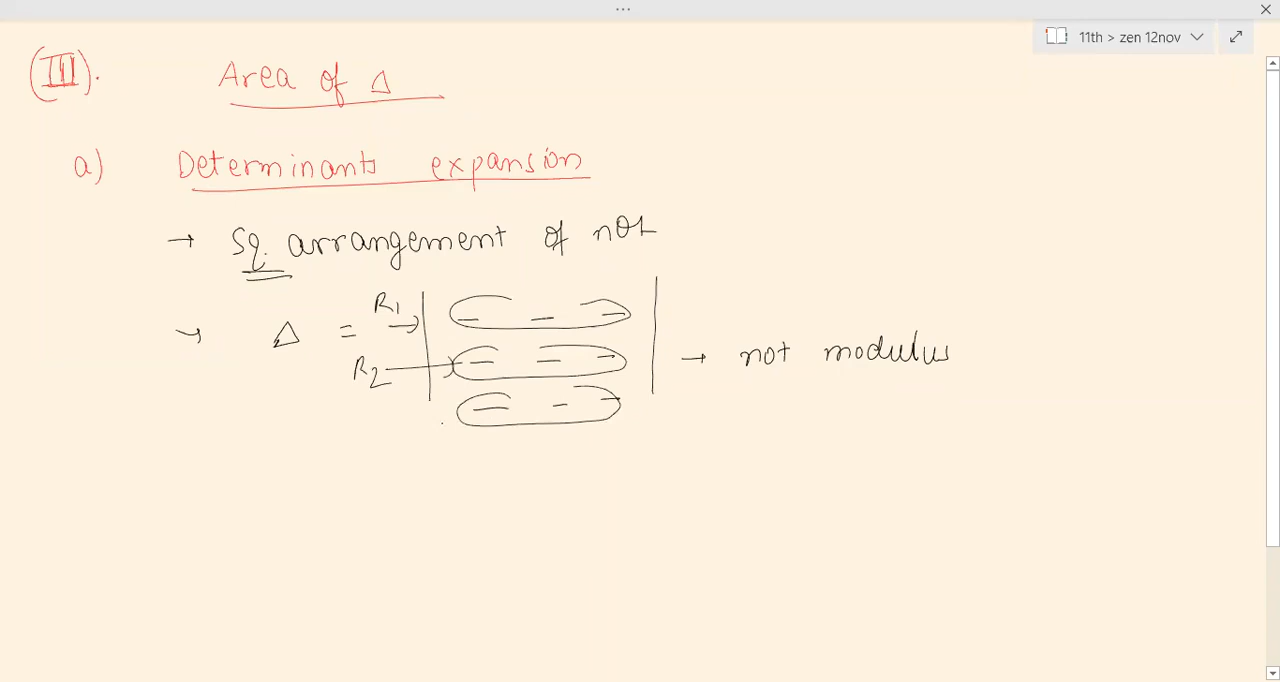 11th > zen 12nov
(III). Area of Δ
a) Determinants expansion
→ Sq. arrangement of no.
→ Δ = R1 → | | → not modulus
R2